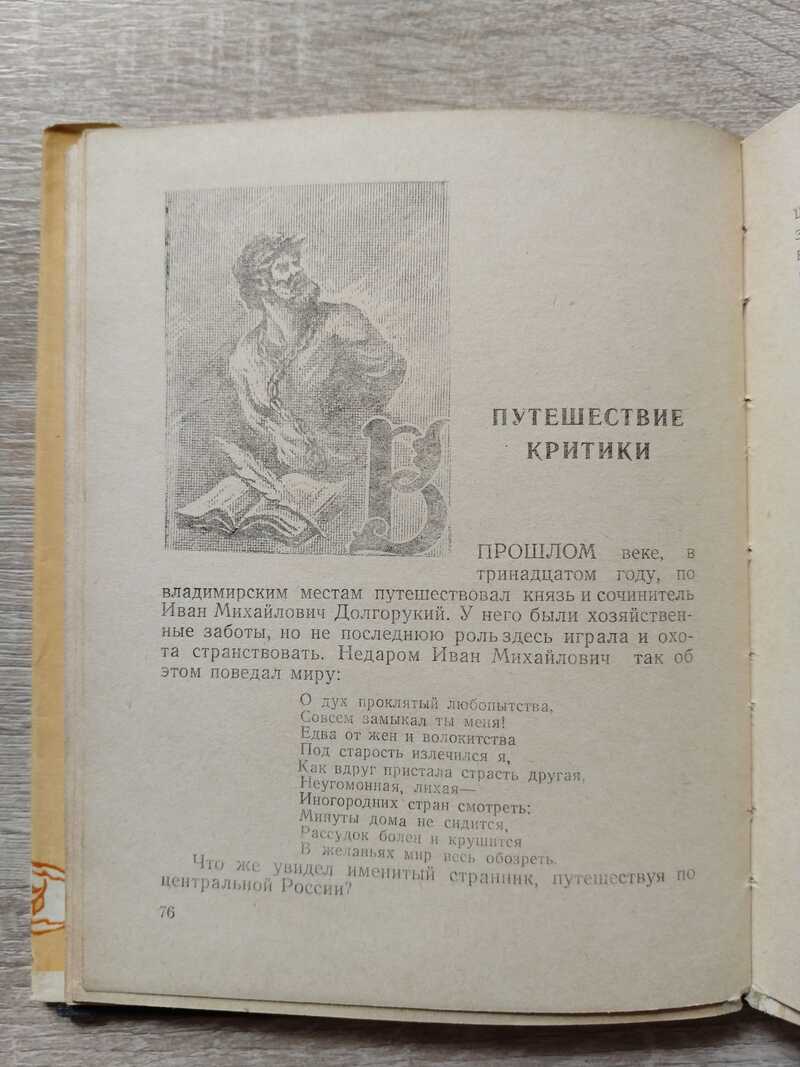 ПУТЕШЕСТВИЕ
КРИТИКИ
В ПРОШЛОМ веке, в
тринадцатом году, по
владимирским местам путешествовал князь и сочинитель
Иван Михайлович Долгорукий. У него были хозяйствен-
ные заботы, но не последнюю роль здесь играла и охо-
та странствовать. Недаром Иван Михайлович так об
этом поведал миру:
О дух проклятый любопытства,
Совсем замыкал ты меня!
Едва от жен и волокитства
Под старость излечился я,
Как вдруг пристала страсть другая,
Неугомонная, лихая—
Иногородних стран смотреть:
Минуты дома не сидится,
Рассудок болен и крушится
В желаньях мир весь обозреть.
Что же увидел именитый странник, путешествуя по
центральной России?
76